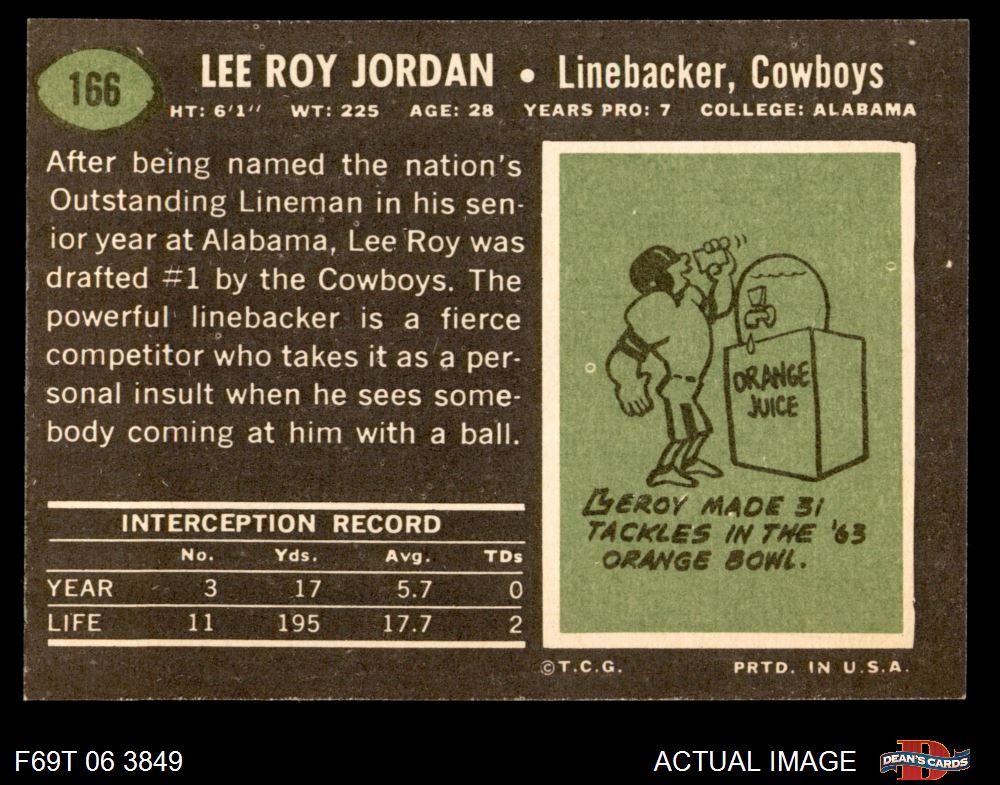 166
LEE ROY JORDAN • Linebacker, Cowboys
HT: 6'1'' WT: 225 AGE: 28 YEARS PRO: 7 COLLEGE: ALABAMA
After being named the nation's
Outstanding Lineman in his sen-
ior year at Alabama, Lee Roy was
drafted #1 by the Cowboys. The
powerful linebacker is a fierce
competitor who takes it as a per-
sonal insult when he sees some-
body coming at him with a ball.
INTERCEPTION RECORD
No. Yds. Avg. TDs
YEAR 3 17 5.7 0
LIFE 11 195 17.7 2
ORANGE
JUICE
LEROY MADE 31
TACKLES IN THE '63
ORANGE BOWL.
©T.C.G. PRTD. IN U.S.A.
F69T 06 3849
ACTUAL IMAGE
D
DEAN'S CARDS